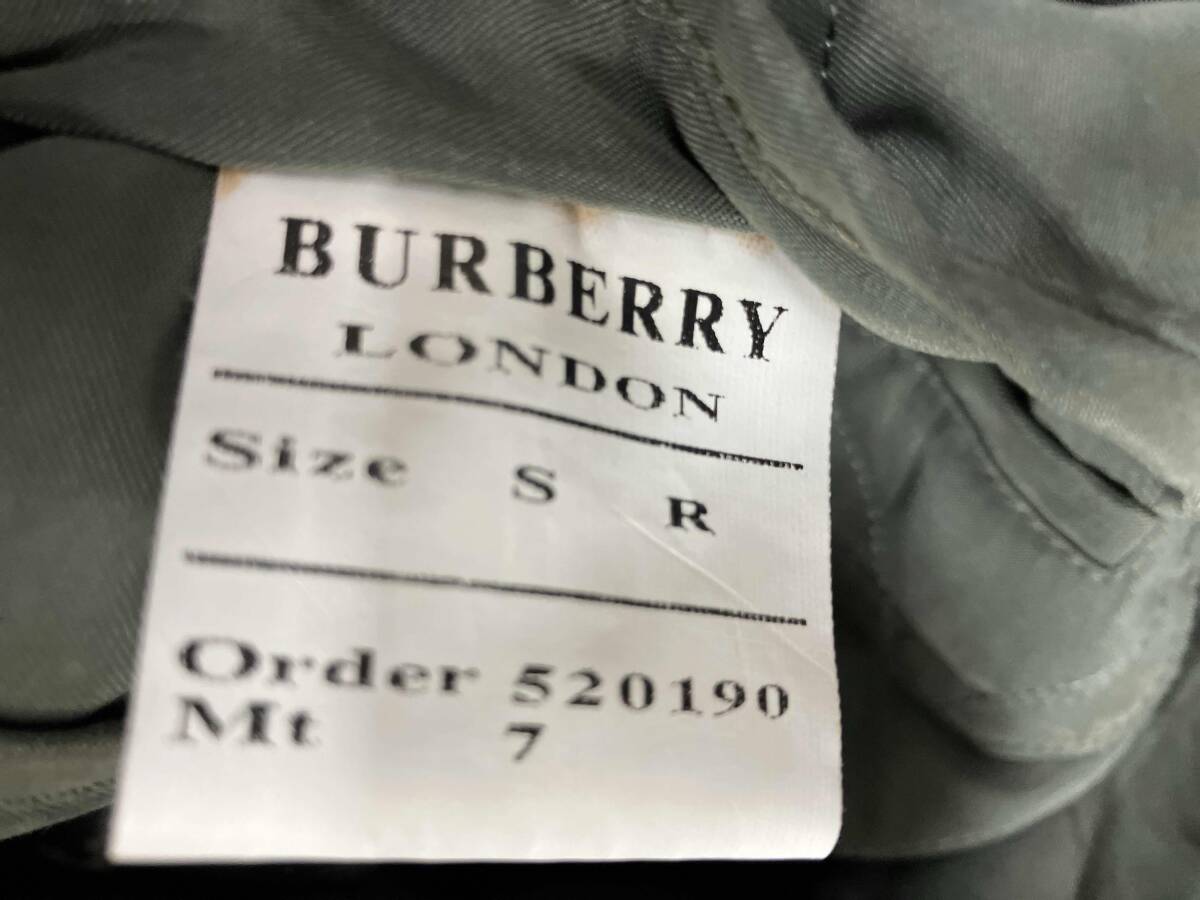 BURBERRY
LONDON
Size S R
Order 520190
Mt 7